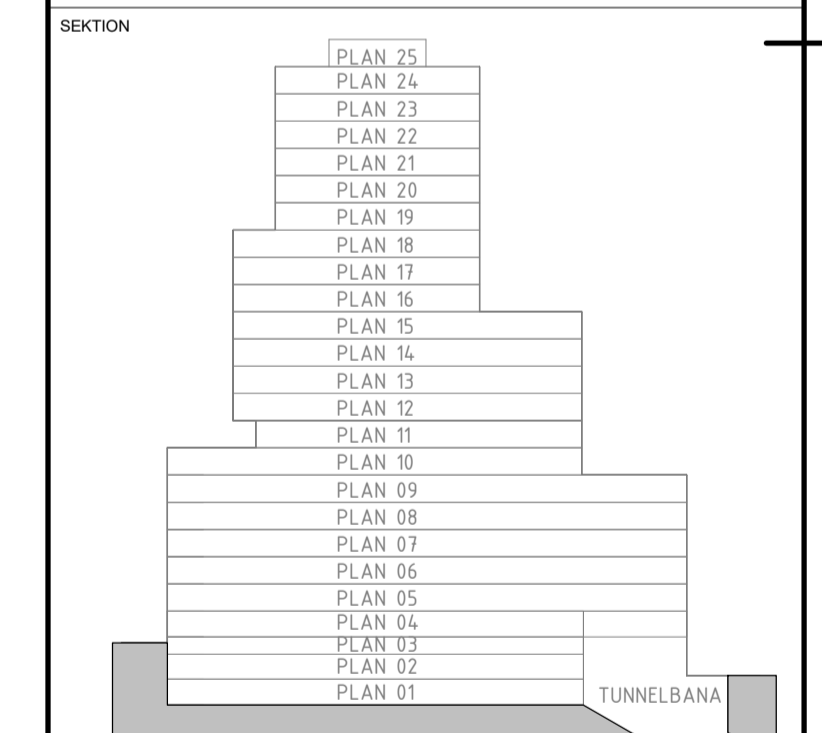 SEKTION
PLAN 25
PLAN 24
PLAN 23
PLAN 22
PLAN 21
PLAN 20
PLAN 19
PLAN 18
PLAN 17
PLAN 16
PLAN 15
PLAN 14
PLAN 13
PLAN 12
PLAN 11
PLAN 10
PLAN 09
PLAN 08
PLAN 07
PLAN 06
PLAN 05
PLAN 04
PLAN 03
PLAN 02
PLAN 01
TUNNELBANA